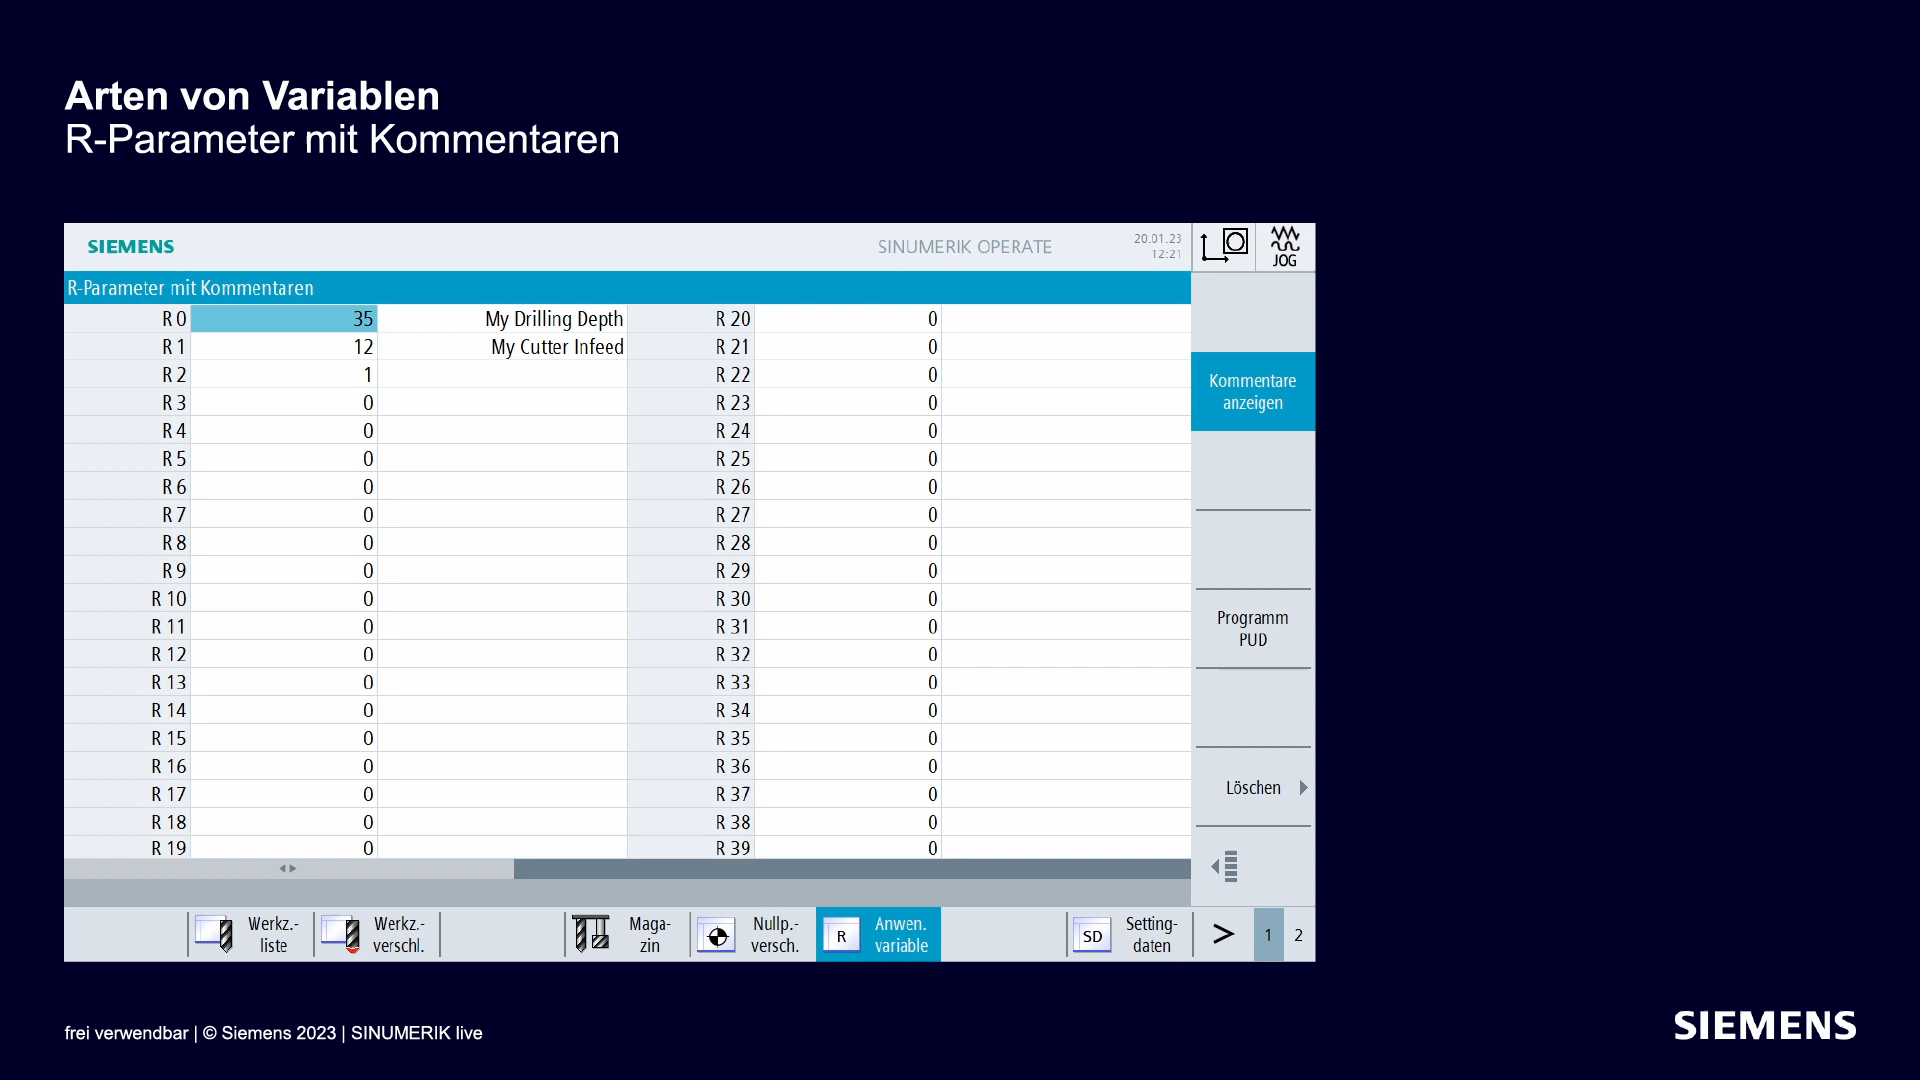 Arten von Variablen
R-Parameter mit Kommentaren
SIEMENS
SINUMERIK OPERATE
20.01.23
12:21
JOG
R-Parameter mit Kommentaren
R 0 35 My Drilling Depth R 20 0
R 1 12 My Cutter Infeed R 21 0
R 2 1 R 22 0
R 3 0 R 23 0
R 4 0 R 24 0
R 5 0 R 25 0
R 6 0 R 26 0
R 7 0 R 27 0
R 8 0 R 28 0
R 9 0 R 29 0
R 10 0 R 30 0
R 11 0 R 31 0
R 12 0 R 32 0
R 13 0 R 33 0
R 14 0 R 34 0
R 15 0 R 35 0
R 16 0 R 36 0
R 17 0 R 37 0
R 18 0 R 38 0
R 19 0 R 39 0
Kommentare
anzeigen
Programm
PUD
Löschen
Werkz.-
liste
Werkz.-
verschl.
Maga-
zin
Nullp.-
versch.
R
Anwen.
variable
SD
Setting-
daten
> 1 2
frei verwendbar | © Siemens 2023 | SINUMERIK live
SIEMENS